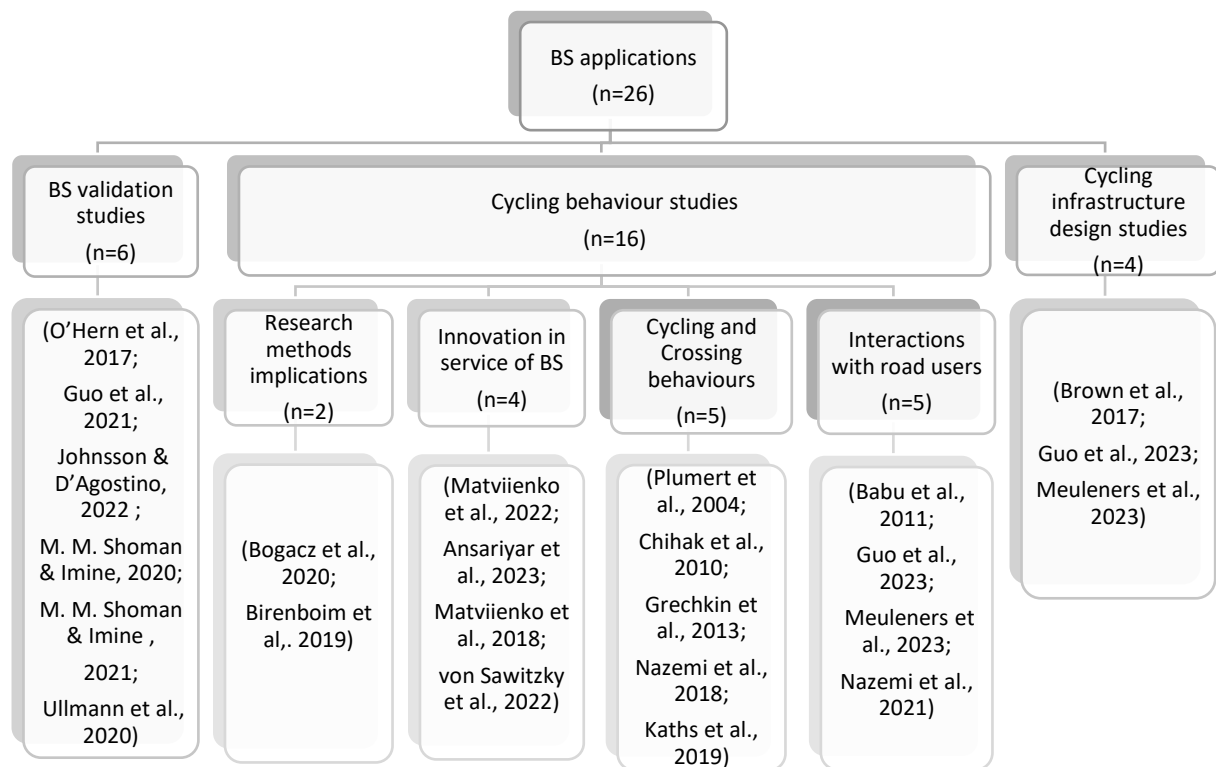 BS applications
(n=26)
BS validation
studies
(n=6)
Cycling behaviour studies
(n=16)
Cycling
infrastructure
design studies
(n=4)
(O’Hern et al.,
2017;
Guo et al.,
2021;
Johnsson &
D’Agostino,
2022 ;
M. M. Shoman
& Imine, 2020;
M. M. Shoman
& Imine ,
2021;
Ullmann et al.,
2020)
Research
methods
implications
(n=2)
Innovation in
service of BS
(n=4)
Cycling and
Crossing
behaviours
(n=5)
Interactions
with road users
(n=5)
(Bogacz et al.,
2020;
Birenboim et
al,. 2019)
(Matviienko
et al., 2022;
Ansariyar et
al., 2023;
Matviienko et
al., 2018;
von Sawitzky
et al., 2022)
(Plumert et
al., 2004;
Chihak et al.,
2010;
Grechkin et
al., 2013;
Nazemi et al.,
2018;
Kaths et al.,
2019)
(Babu et al.,
2011;
Guo et al.,
2023;
Meuleners et
al., 2023;
Nazemi et al.,
2021)
(Brown et al.,
2017;
Guo et al., 2023;
Meuleners et al.,
2023)